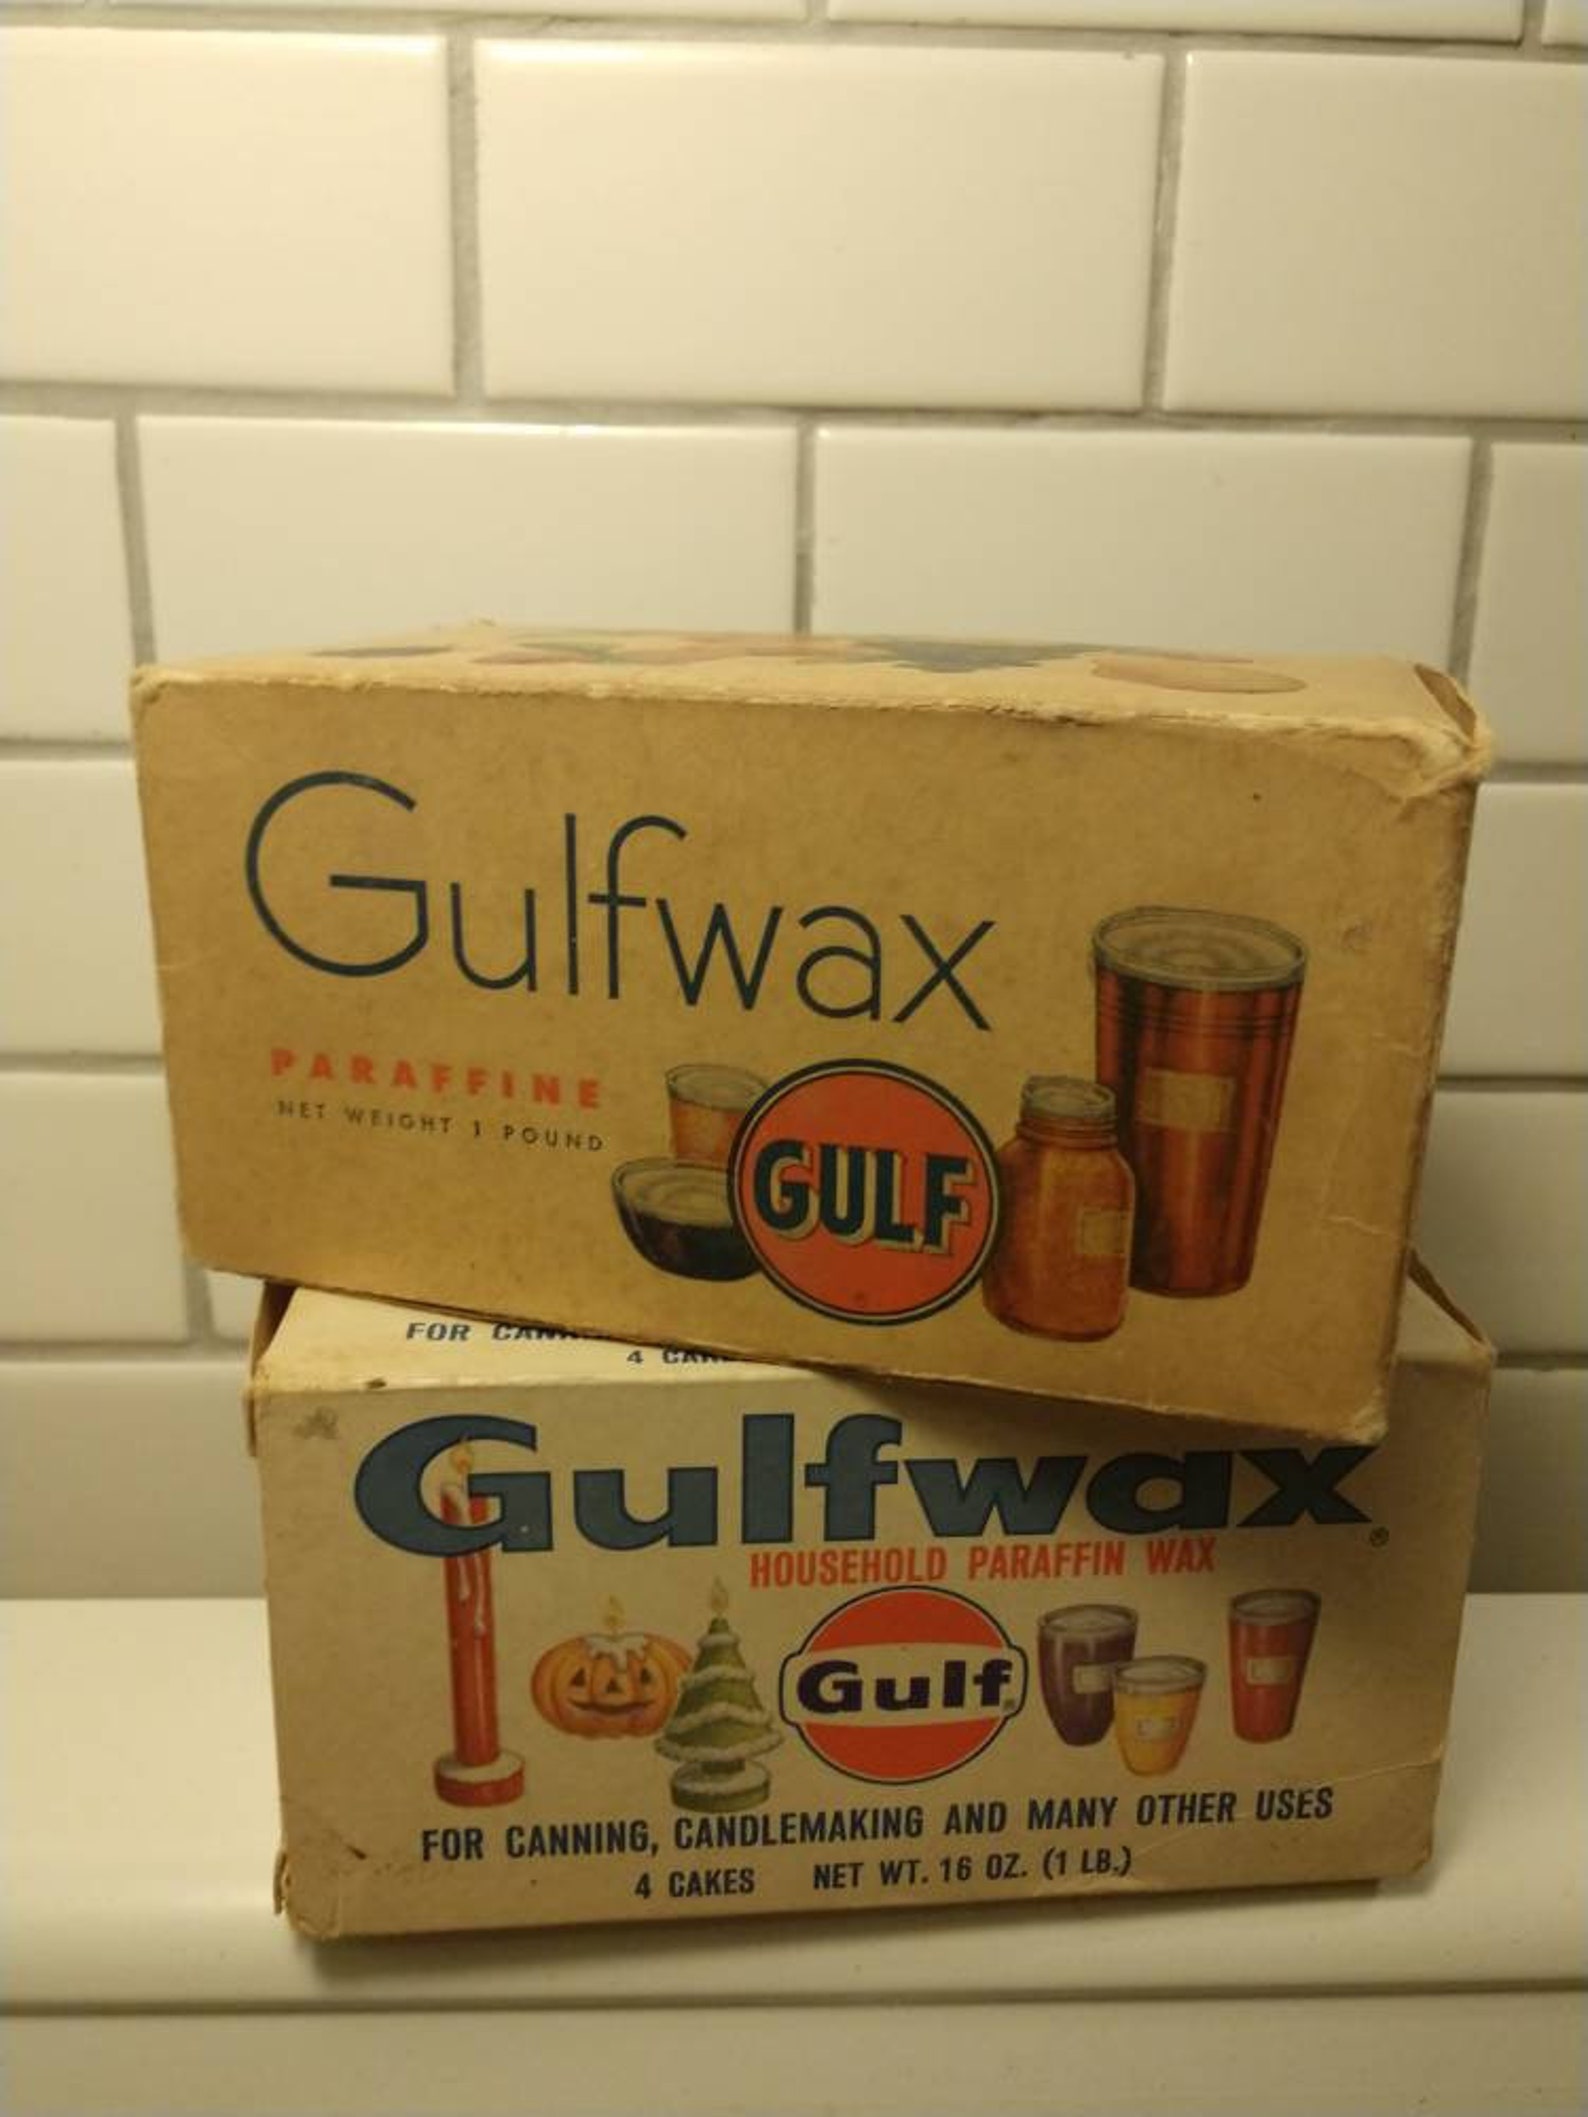 Gulfwax
PARAFFINE
NET WEIGHT 1 POUND
GULF
FOR
4
Gulfwax®
HOUSEHOLD PARAFFIN WAX
Gulf®
FOR CANNING, CANDLEMAKING AND MANY OTHER USES
4 CAKES NET WT. 16 OZ. (1 LB.)